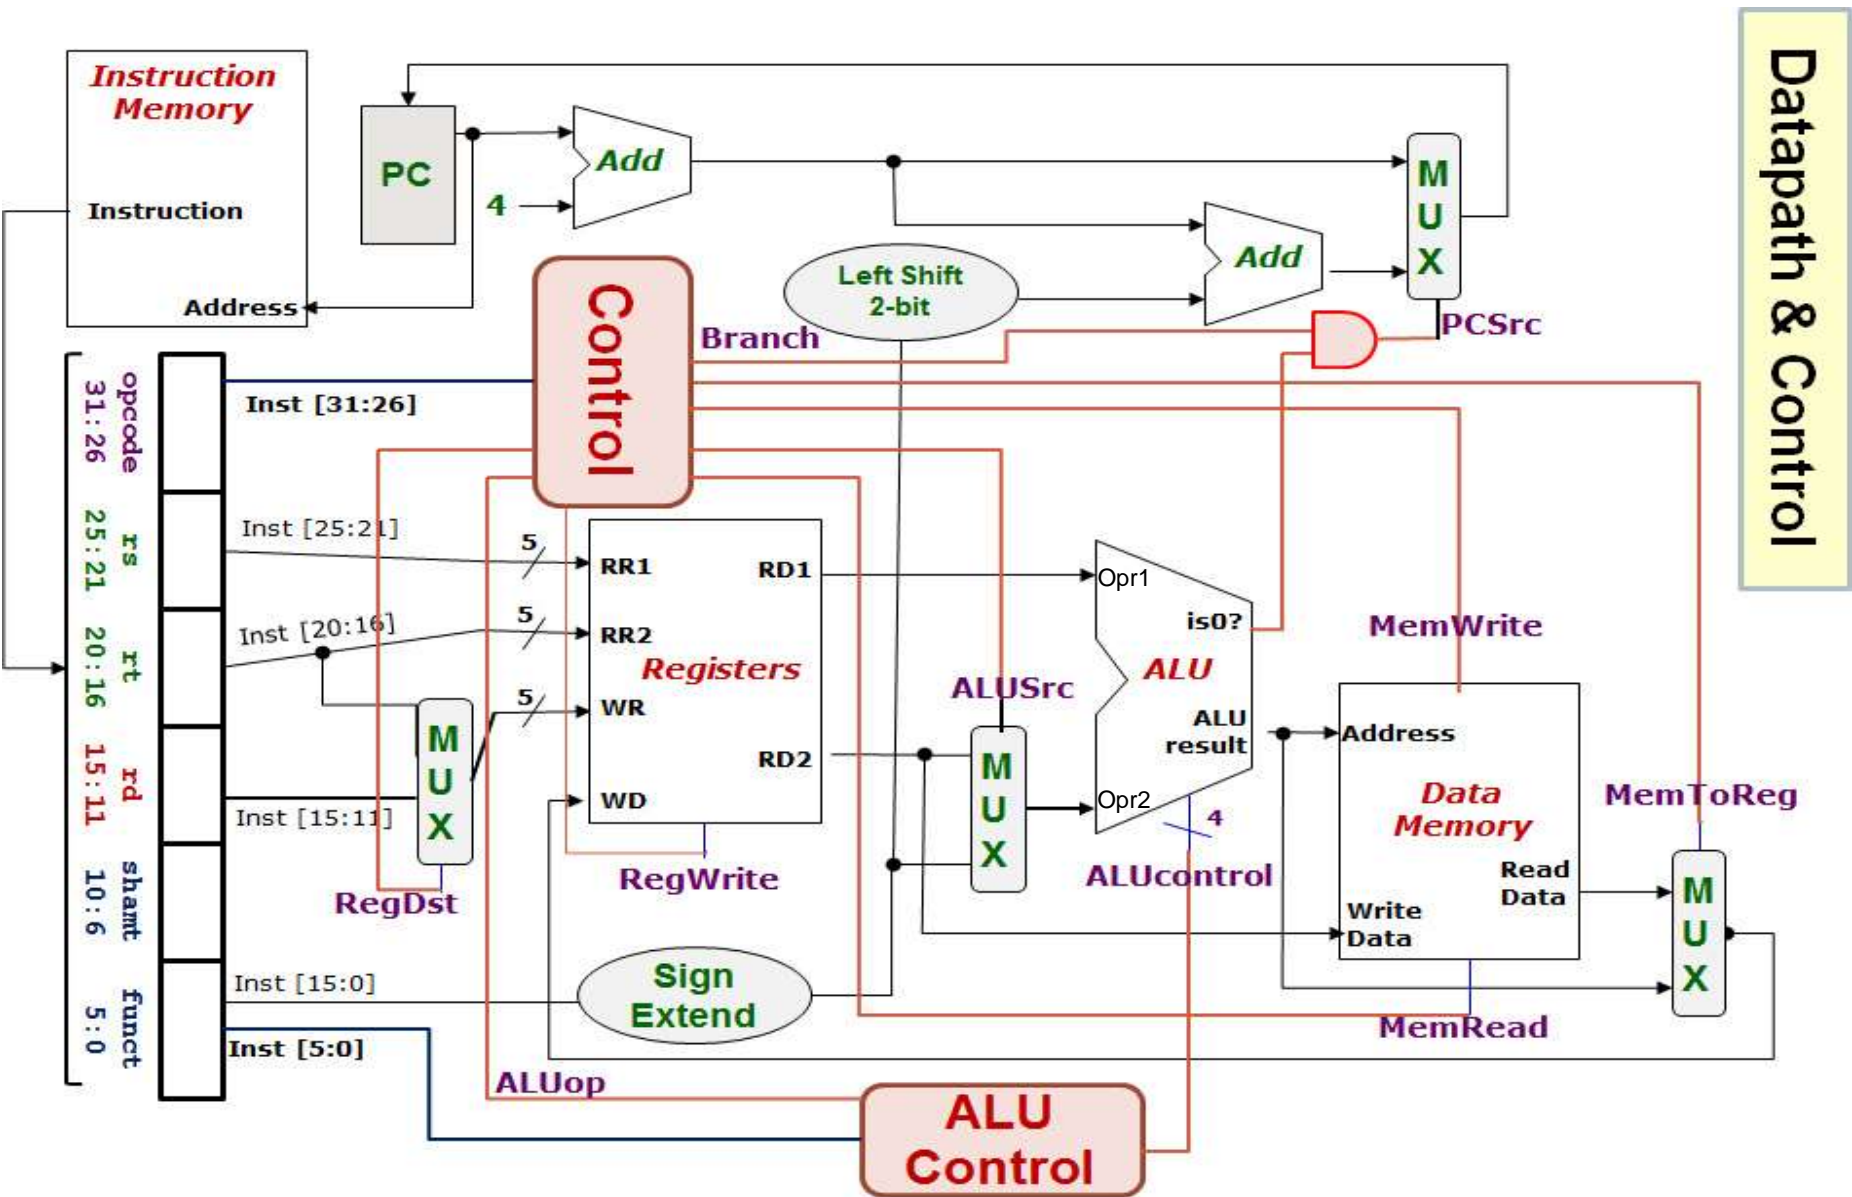 Datapath & Control
Instruction
Memory
Instruction
Address
PC
4
Add
Add
M
U
X
Left Shift
2-bit
Control
Branch
PCSrc
opcode
31:26
rs
25:21
rt
20:16
rd
15:11
shamt
10:6
funct
5:0
Inst [31:26]
Inst [25:21]
Inst [20:16]
Inst [15:11]
Inst [15:0]
Inst [5:0]
5
5
5
M
U
X
RegDst
RR1
RR2
WR
WD
RD1
RD2
Registers
RegWrite
Sign
Extend
ALUSrc
M
U
X
Opr1
Opr2
is0?
ALU
ALU
result
4
ALUcontrol
MemWrite
Address
Data
Memory
Read
Data
Write
Data
MemRead
MemToReg
M
U
X
ALUop
ALU
Control